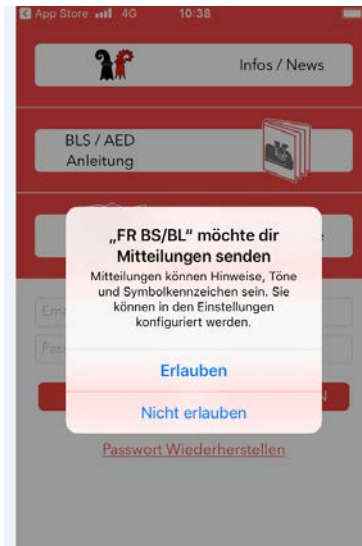 App Store 4G 10:38
Infos / News
BLS / AED
Anleitung
„FR BS/BL" möchte dir
Mitteilungen senden
Mitteilungen können Hinweise, Töne
und Symbolkennzeichen sein. Sie
können in den Einstellungen
konfiguriert werden.
Erlauben
Nicht erlauben
Passwort Wiederherstellen